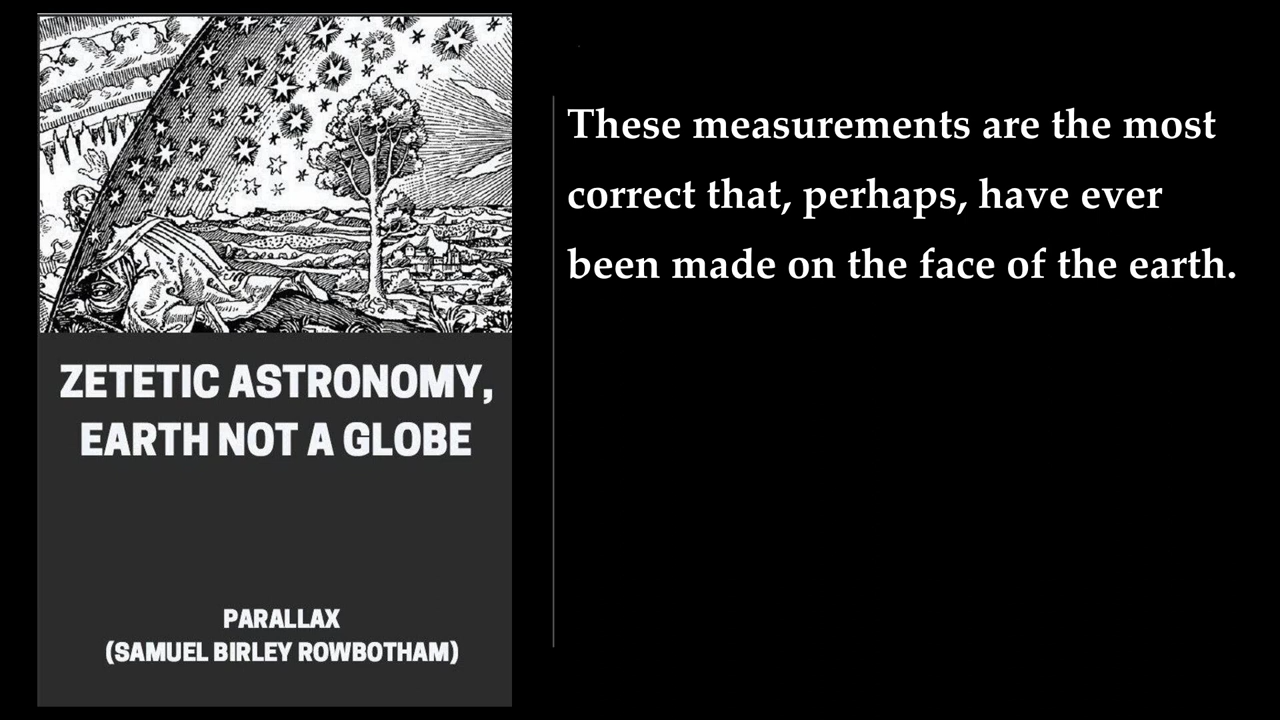 ZETETIC ASTRONOMY,
EARTH NOT A GLOBE
PARALLAX
(SAMUEL BIRLEY ROWBOTHAM)
These measurements are the most
correct that, perhaps, have ever
been made on the face of the earth.